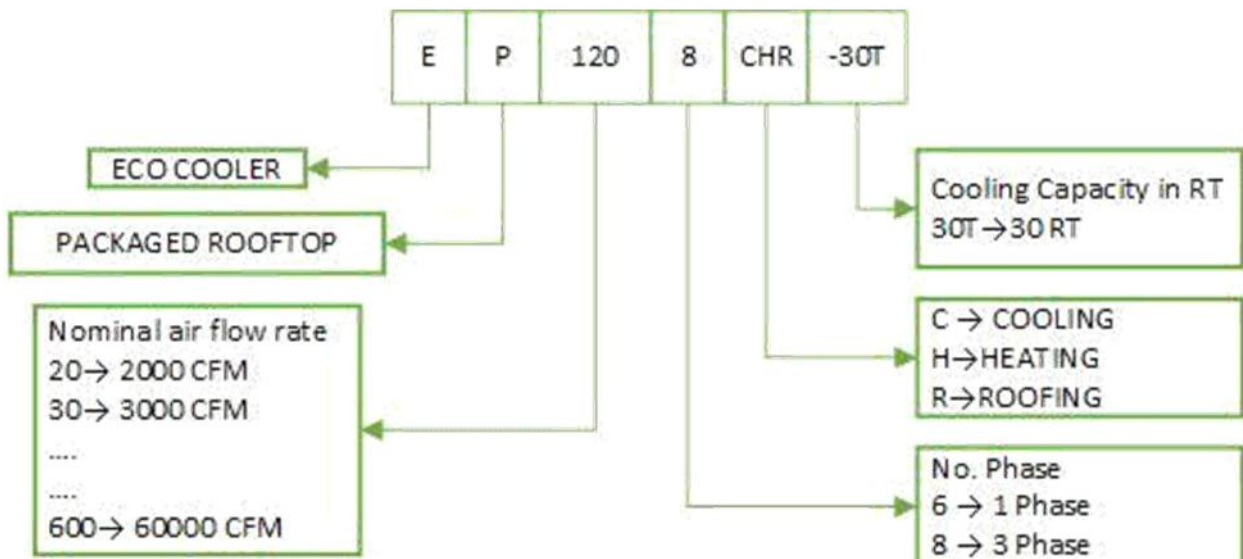 E P 120 8 CHR -30T
ECO COOLER
PACKAGED ROOFTOP
Nominal air flow rate
20→ 2000 CFM
30→ 3000 CFM
....
....
600→ 60000 CFM
Cooling Capacity in RT
30T→30 RT
C → COOLING
H→HEATING
R→ROOFING
No. Phase
6 → 1 Phase
8 → 3 Phase